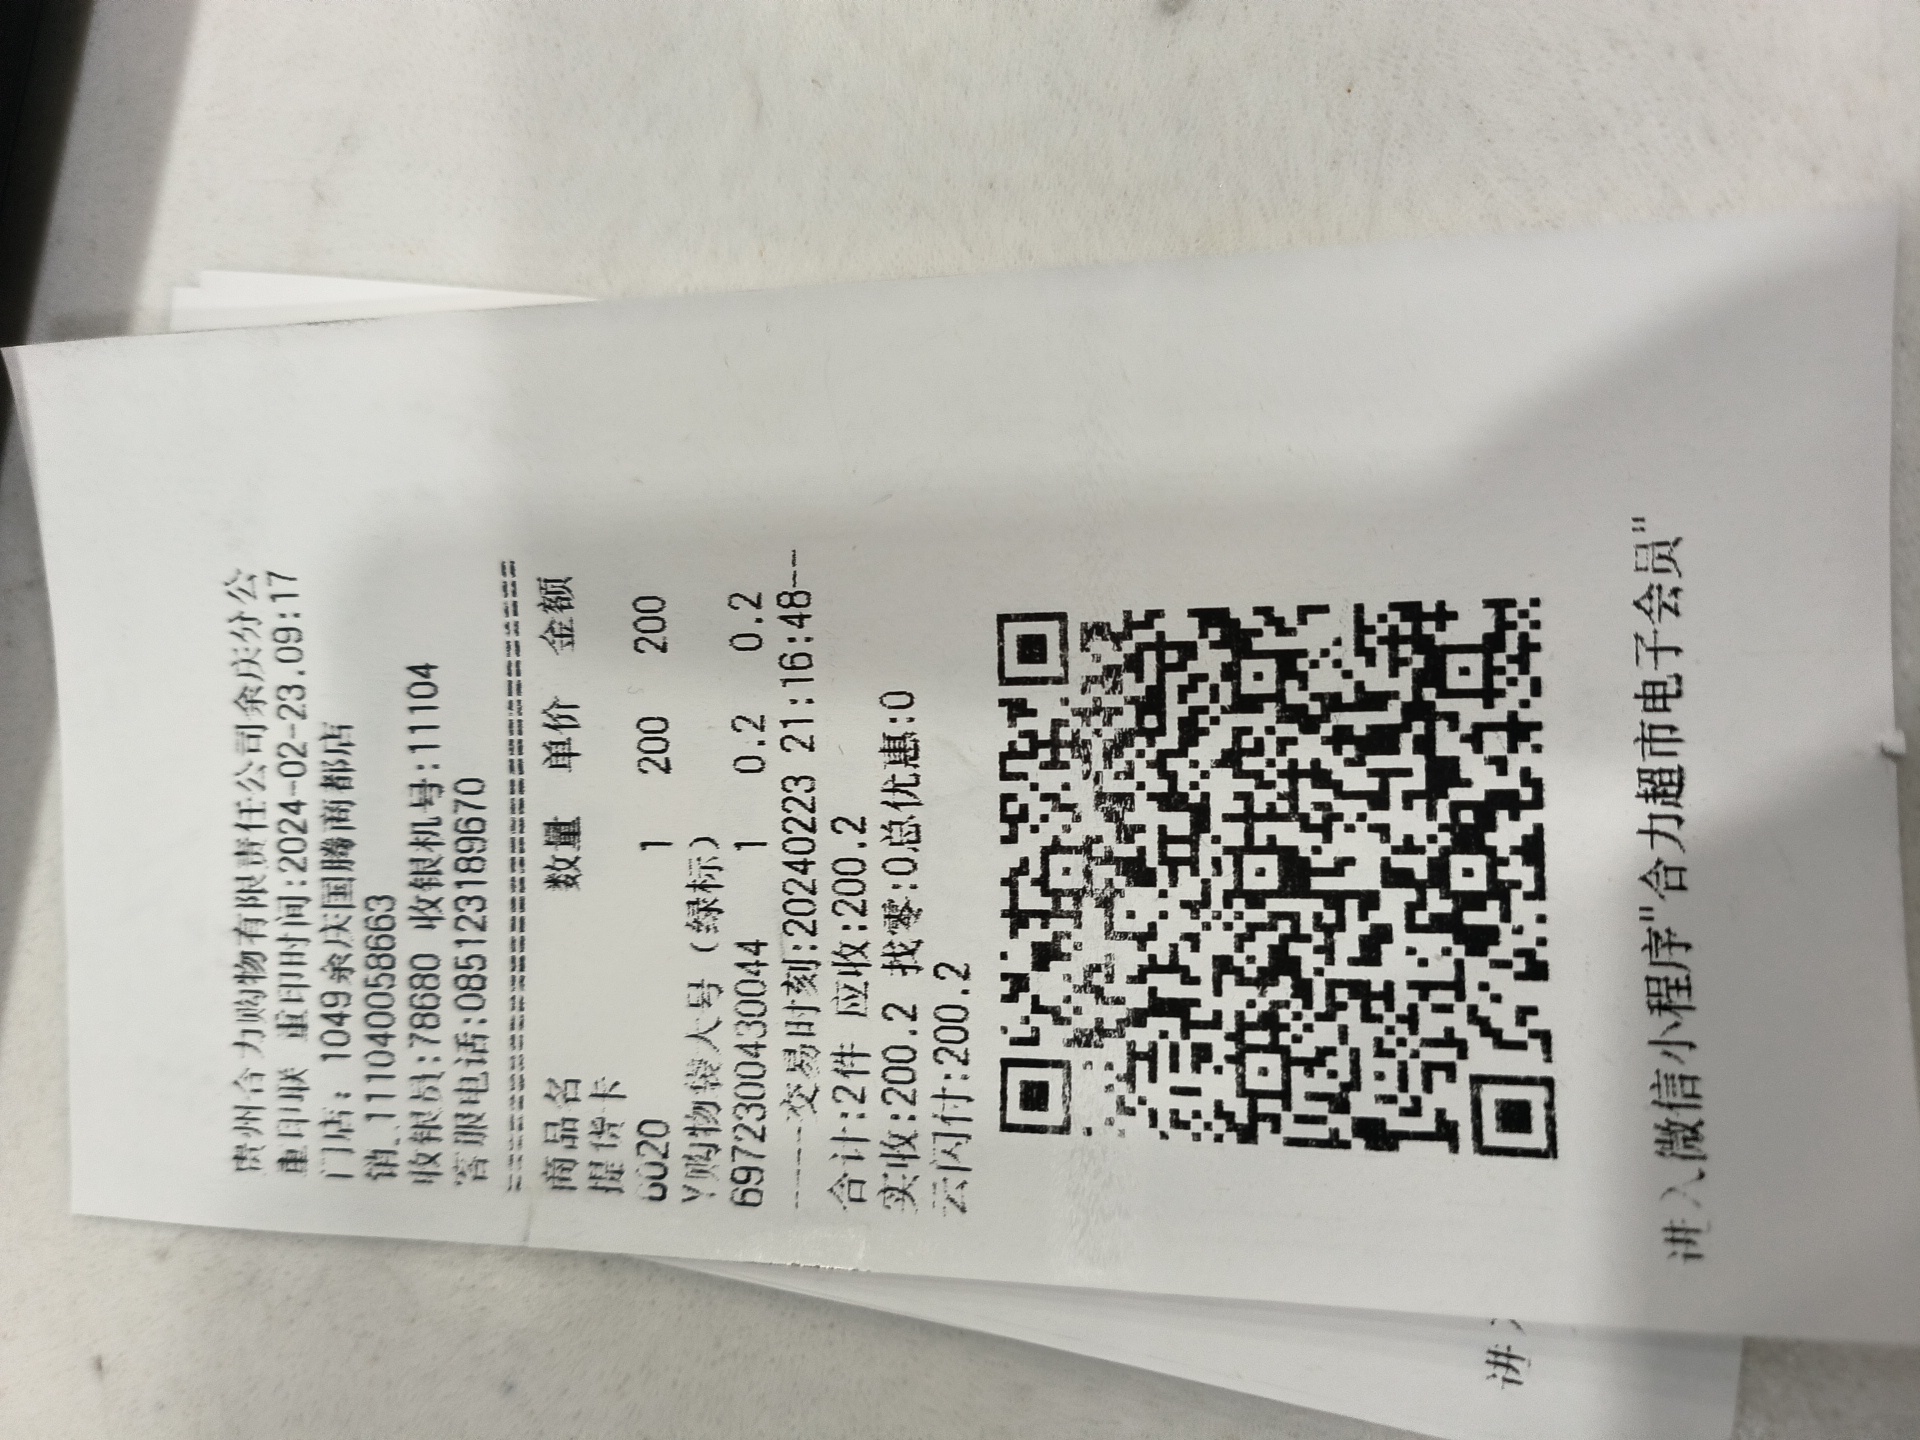 贵州合力购物有限责任公司余庆分公
重印联 重印时间:2024-02-23.09:17
门店: 1049余庆国腾商都店
销..1110400058663
收银员:78680 收银机号:11104
客服电话:085123189670
商品名 数量 单价 金额
提货卡
6020 1 200 200
Y购物袋大号（绿标）
6972300430044 1 0.2 0.2
-----交易时刻:20240223 21:16:48--
合计:2件 应收:200.2
实收:200.2 找零:0总优惠:0
云闪付:200.2
进入微信小程序"合力超市电子会员"
进入